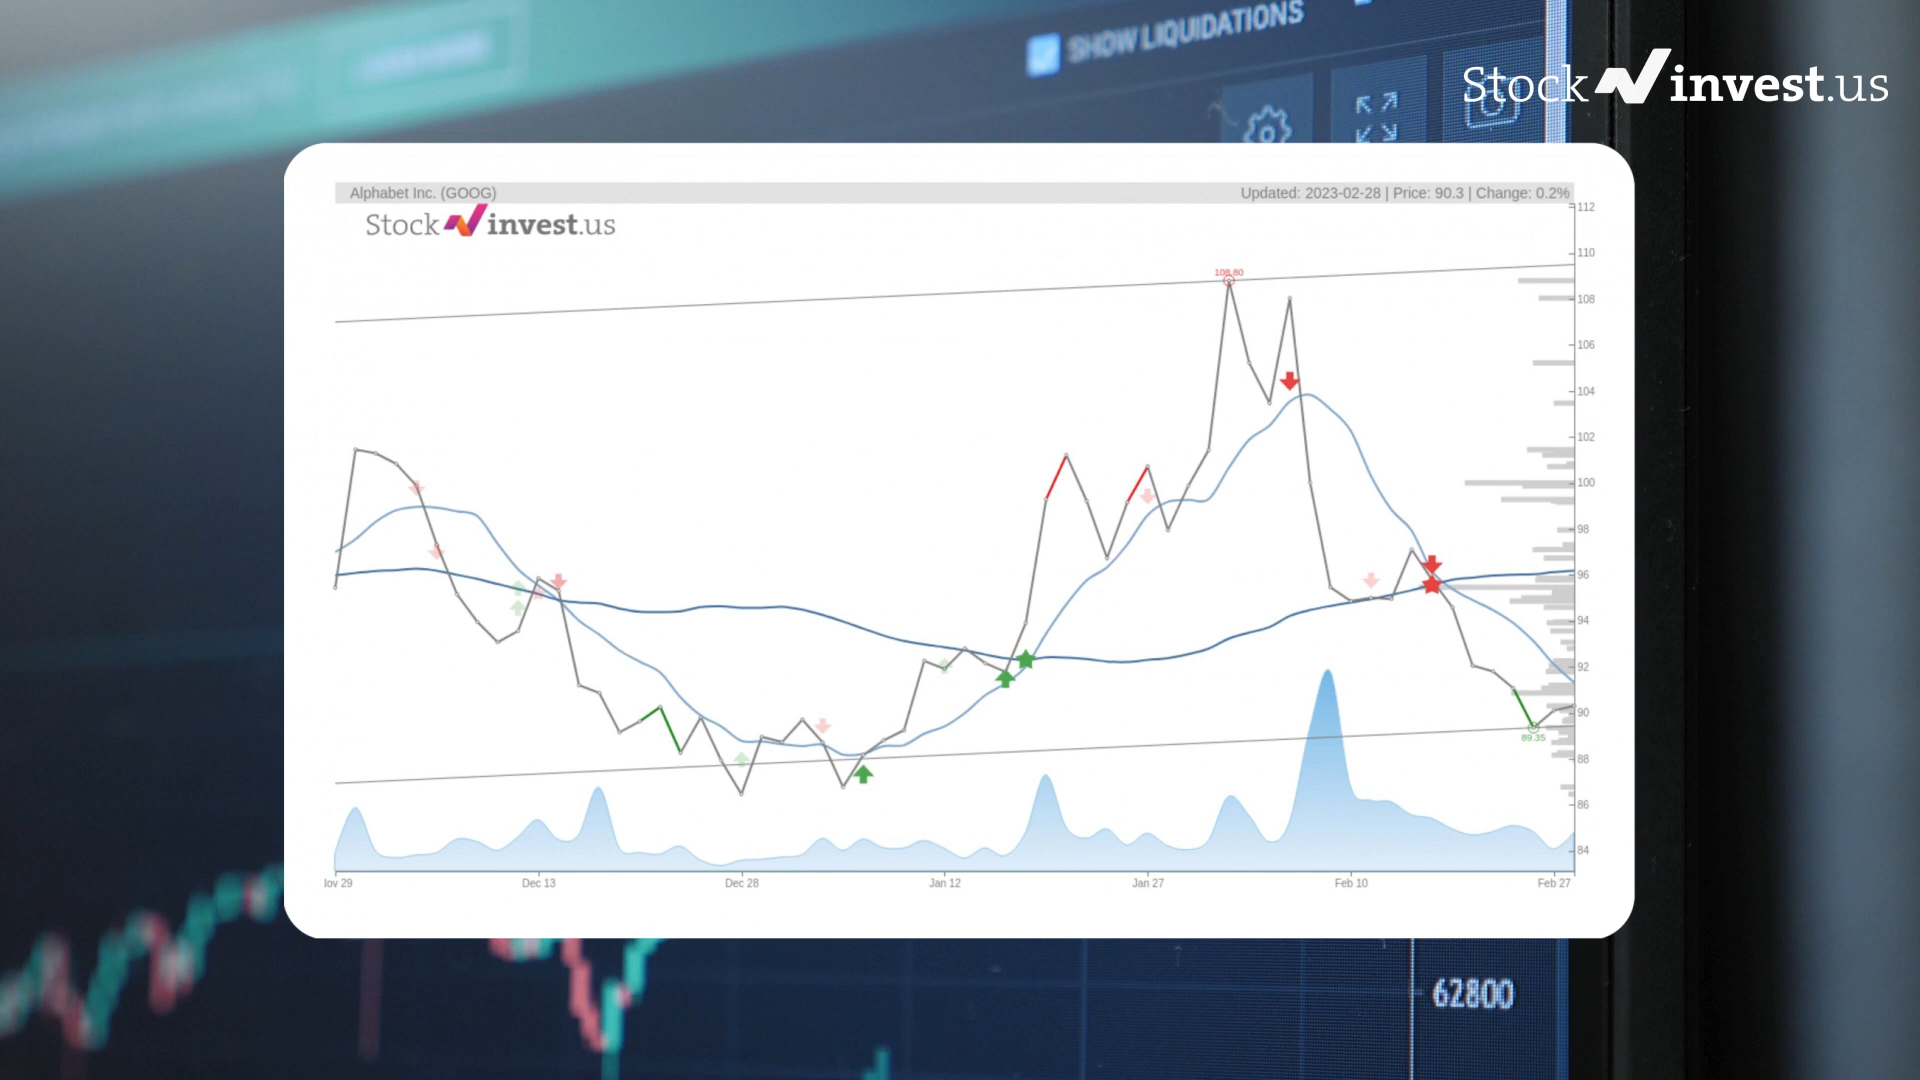 SHOW LIQUIDATIONS
Stock invest.us
Alphabet Inc. (GOOG)
Updated: 2023-02-28 | Price: 90.3 | Change: 0.2%
Stock invest.us
112
110
108.80
108
106
104
102
100
98
96
94
92
90
89.35
88
86
84
lov 29
Dec 13
Dec 28
Jan 12
Jan 27
Feb 10
Feb 27
62800